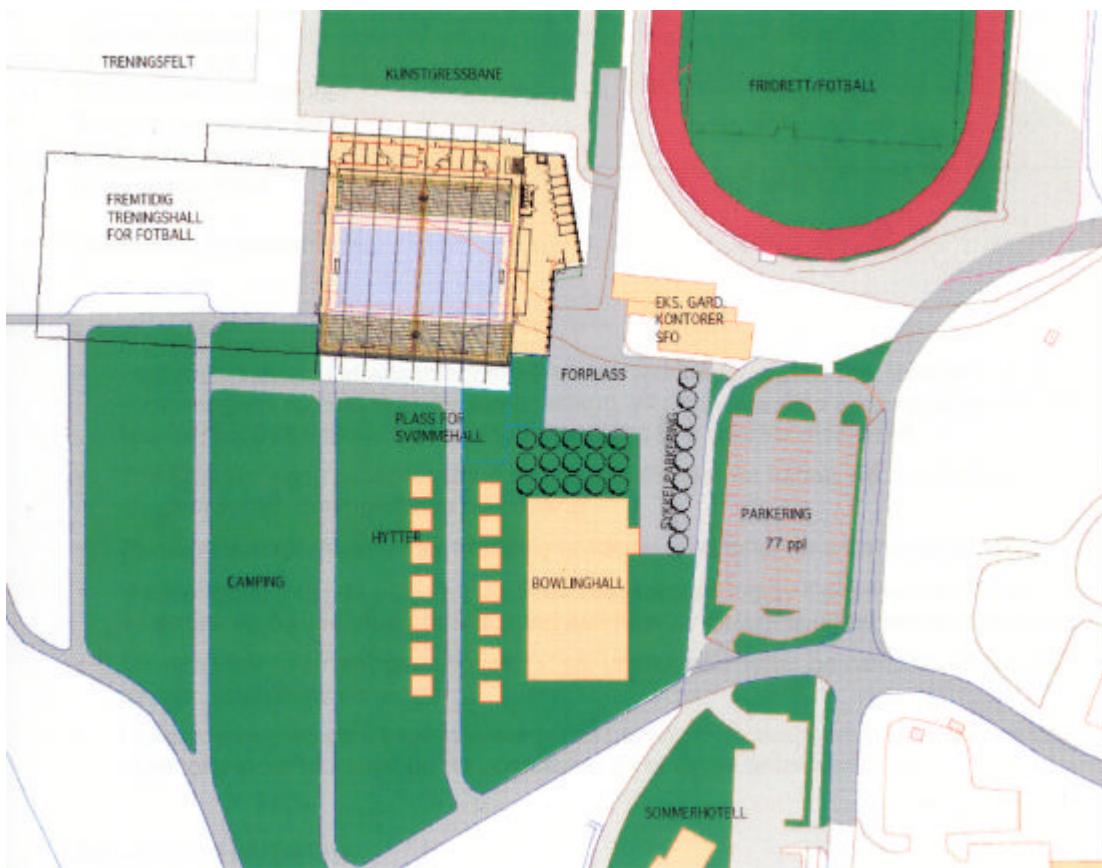 TRENINGSFELT
KUNSTGRESSBANE
FRIIDRETT/FOTBALL
FREMTIDIG
TRENINGSHALL
FOR FOTBALL
EKS. GARD.
KONTORER
SFO
FORPLASS
PLASS FOR
SVØMMEHALL
SYKKELPARKERING
PARKERING
77 ppl
HYTTER
CAMPING
BOWLINGHALL
SOMMERHOTELL